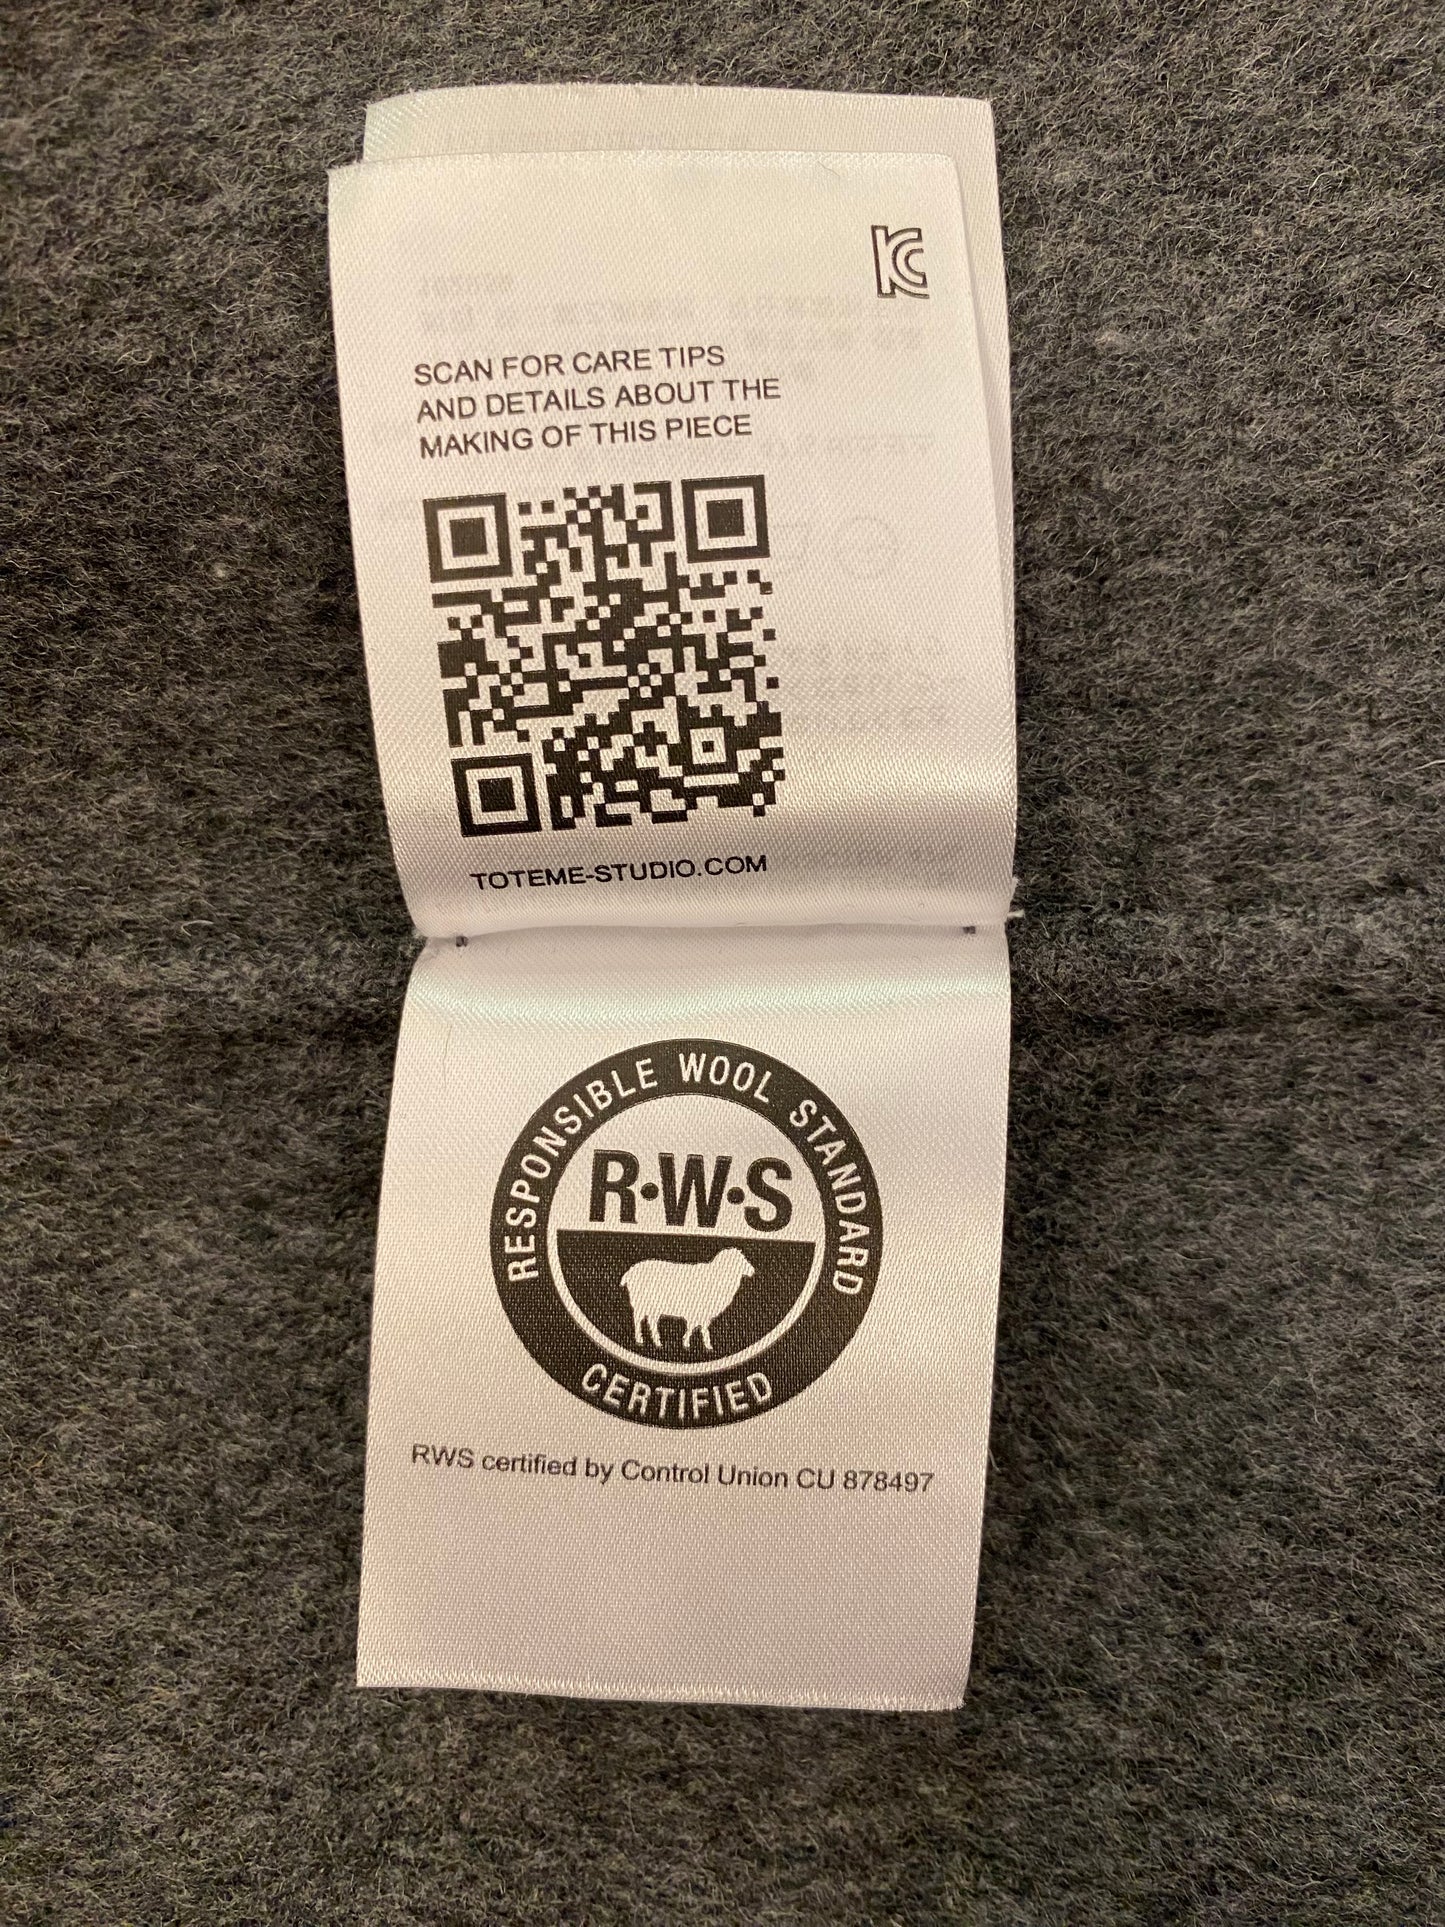 KC
SCAN FOR CARE TIPS
AND DETAILS ABOUT THE
MAKING OF THIS PIECE
TOTEME-STUDIO.COM
RESPONSIBLE WOOL STANDARD
R·W·S
CERTIFIED
RWS certified by Control Union CU 878497